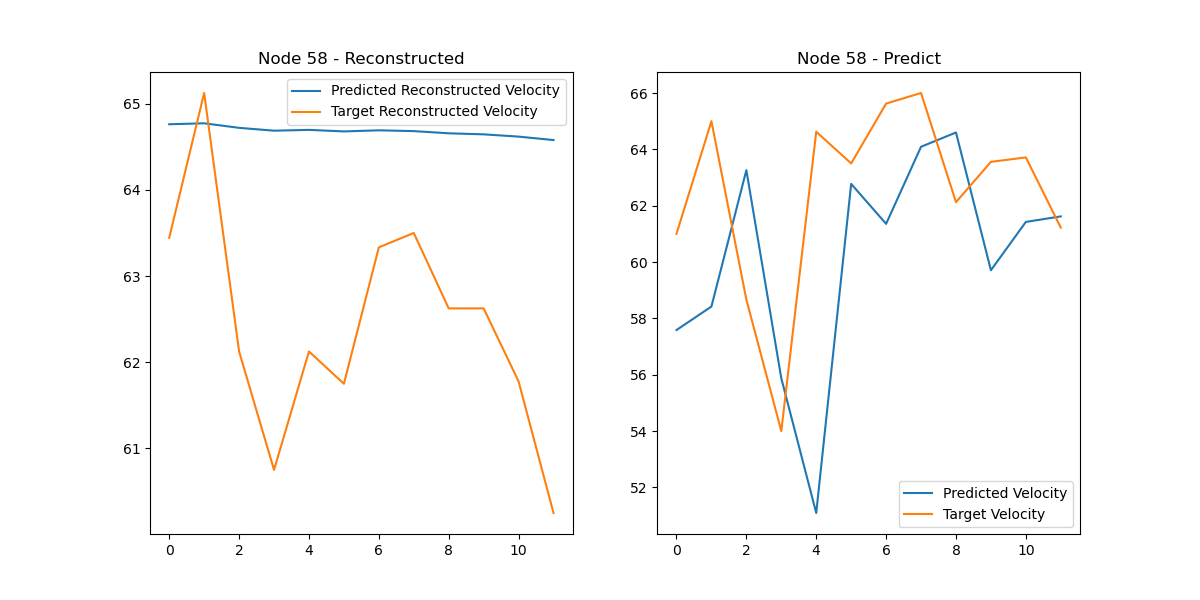 Node 58 - Reconstructed
Predicted Reconstructed Velocity
Target Reconstructed Velocity
65
64
63
62
61
0 2 4 6 8 10
Node 58 - Predict
66
64
62
60
58
56
54
52
Predicted Velocity
Target Velocity
0 2 4 6 8 10